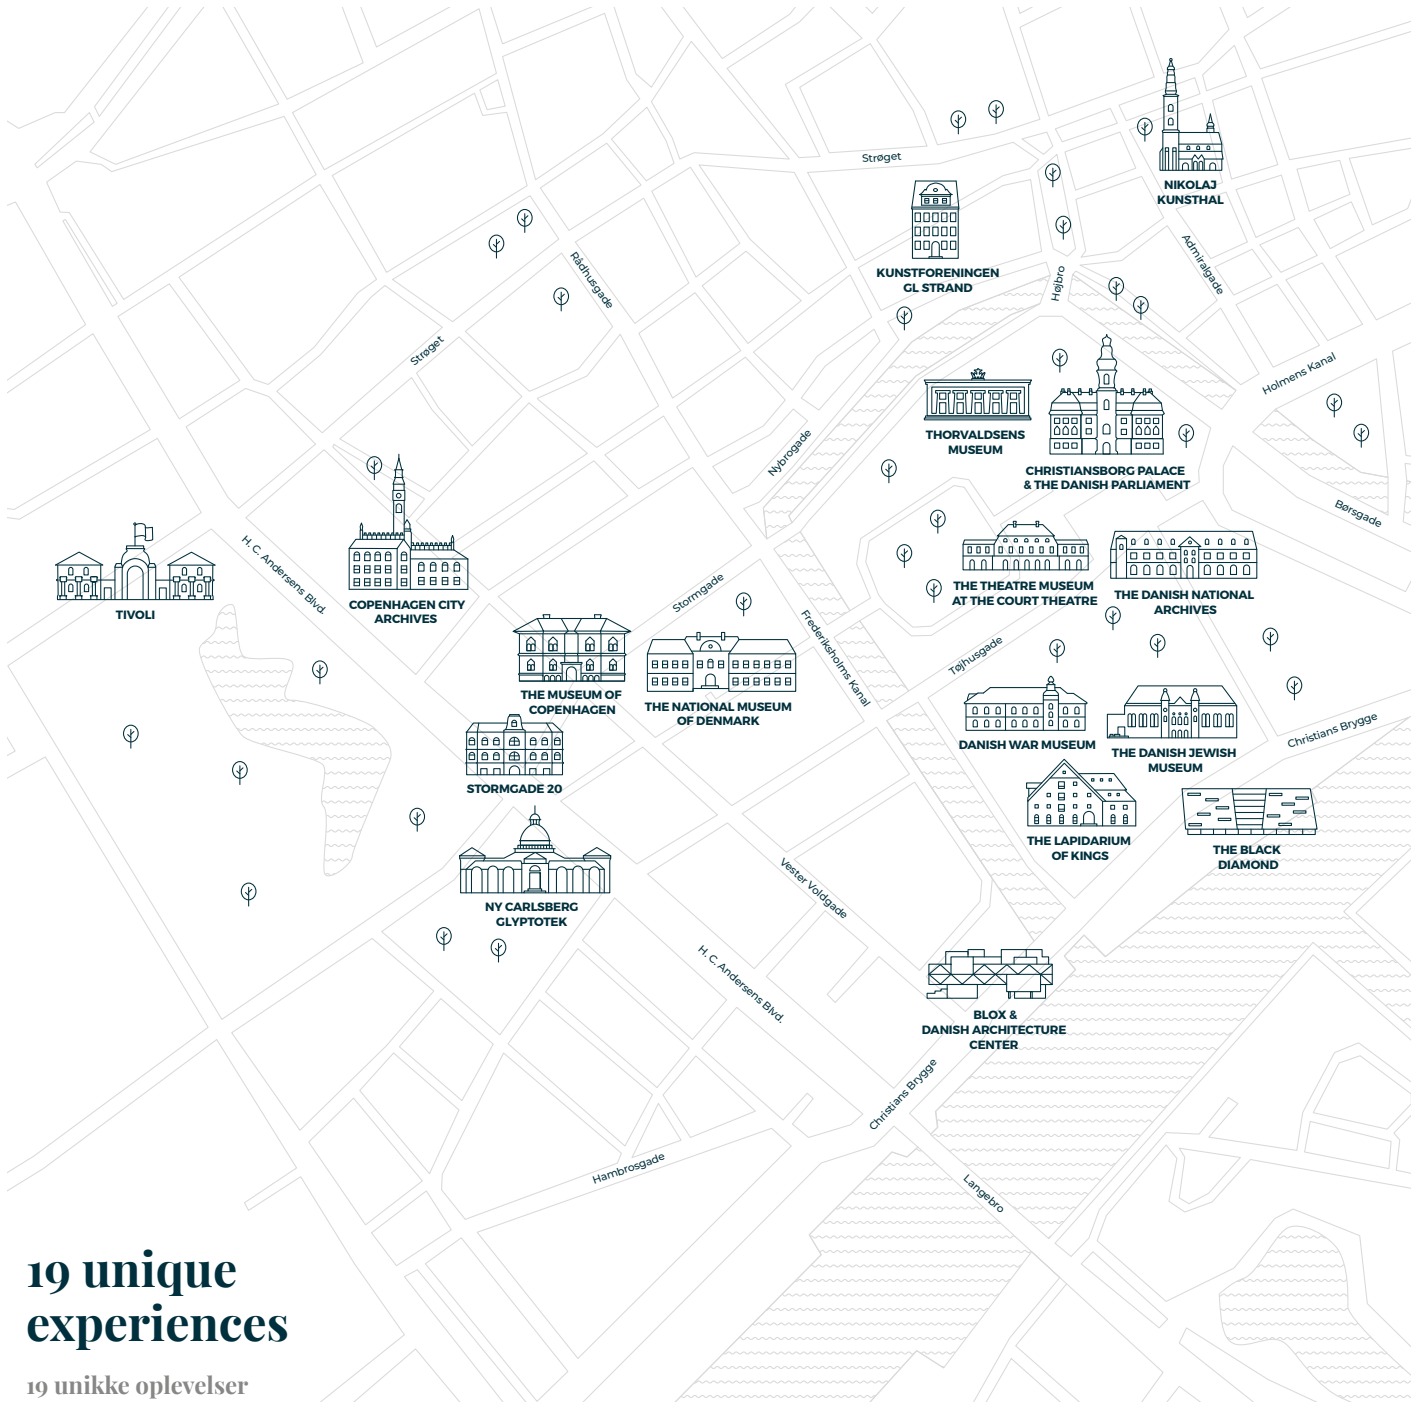 Strøget
NIKOLAJ
KUNSTHAL
Admiralgade
KUNSTFORENINGEN
GL STRAND
Højbro
Rådhusgade
Strøget
Holmens Kanal
THORVALDSENS
MUSEUM
CHRISTIANSBORG PALACE
& THE DANISH PARLIAMENT
Nybrogade
Børsgade
H. C. Andersens Blvd.
TIVOLI
COPENHAGEN CITY
ARCHIVES
Stormgade
THE THEATRE MUSEUM
AT THE COURT THEATRE
THE DANISH NATIONAL
ARCHIVES
Frederiksholms Kanal
Tøjhusgade
THE MUSEUM OF
COPENHAGEN
THE NATIONAL MUSEUM
OF DENMARK
DANISH WAR MUSEUM
THE DANISH JEWISH
MUSEUM
Christians Brygge
STORMGADE 20
THE LAPIDARIUM
OF KINGS
THE BLACK
DIAMOND
NY CARLSBERG
GLYPTOTEK
Vester Voldgade
H. C. Andersens Blvd.
BLOX &
DANISH ARCHITECTURE
CENTER
Christians Brygge
Hambrosgade
Langebro
19 unique
experiences
19 unikke oplevelser